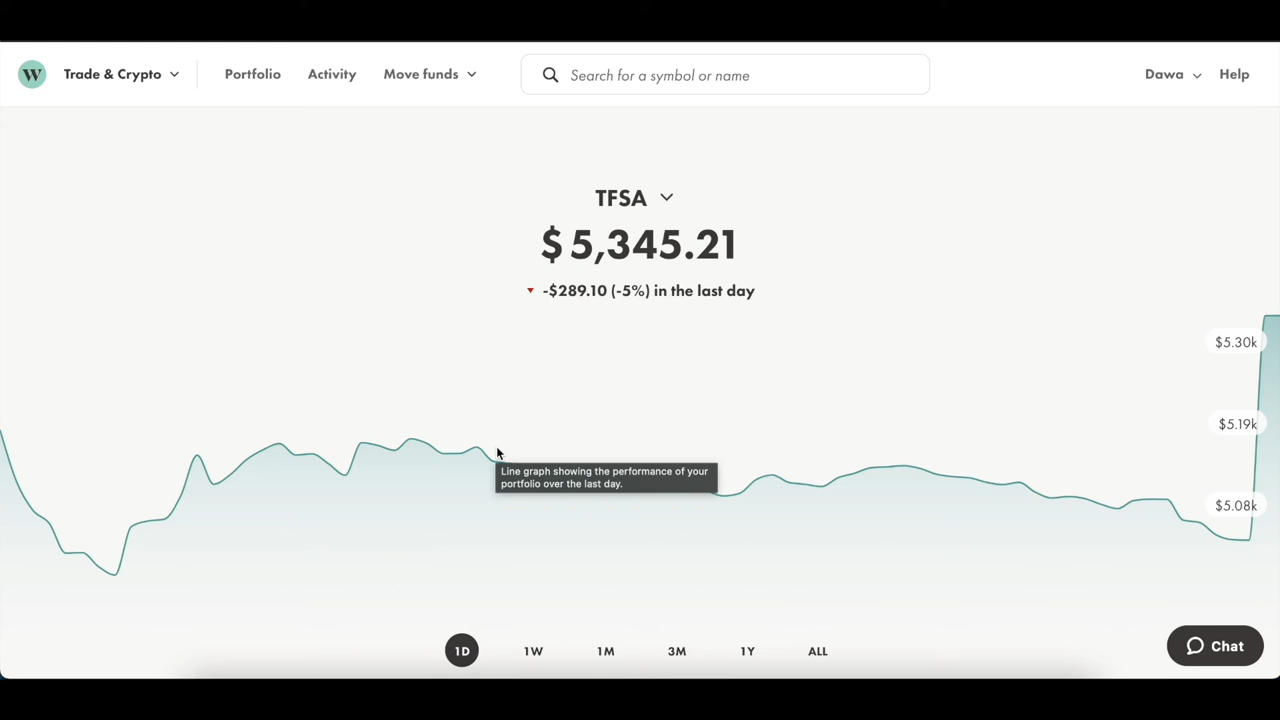 W Trade & Crypto Portfolio Activity Move funds Search for a symbol or name Dawa Help
TFSA
$5,345.21
-$289.10 (-5%) in the last day
$5.30k
$5.19k
Line graph showing the performance of your
portfolio over the last day.
$5.08k
1D 1W 1M 3M 1Y ALL
Chat